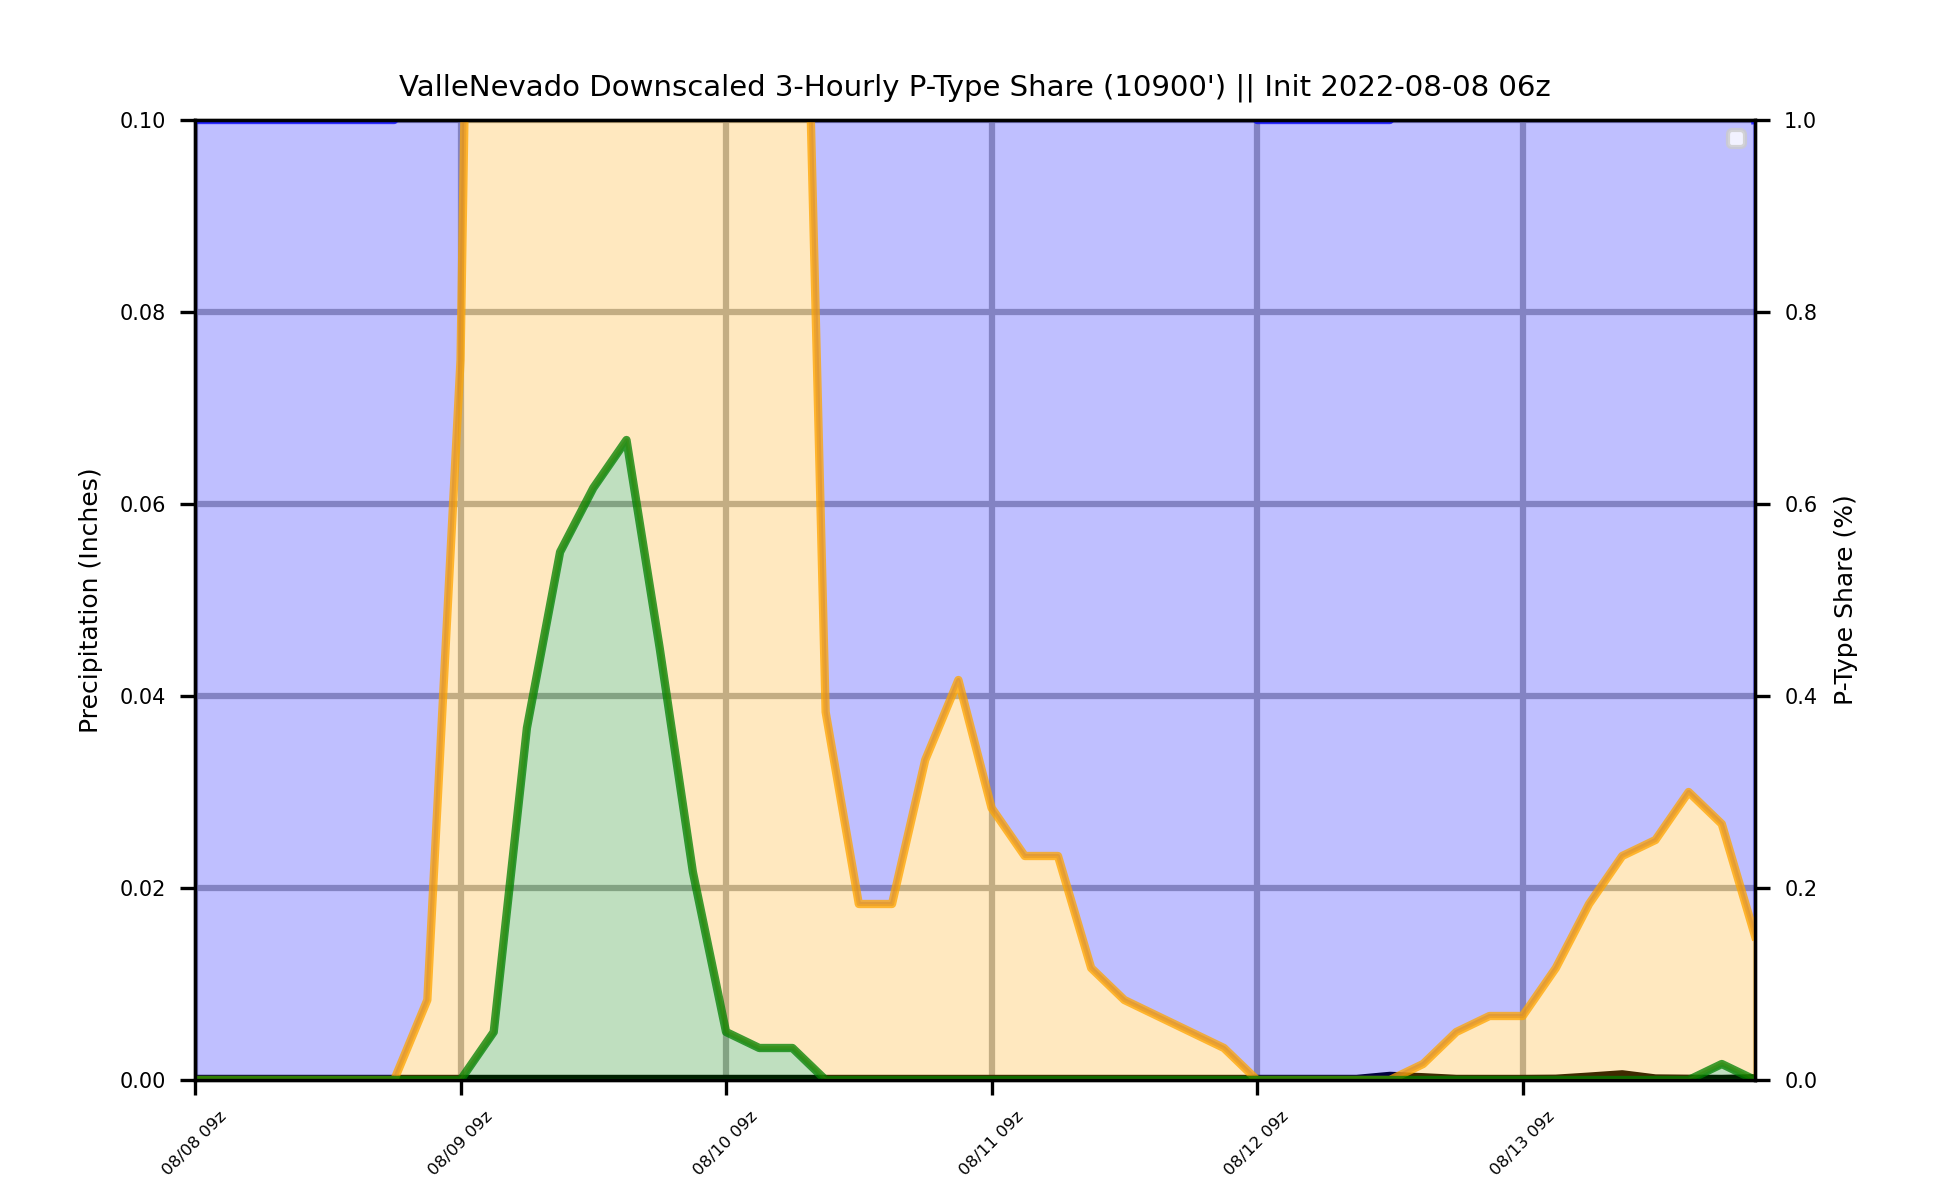 ValleNevado Downscaled 3-Hourly P-Type Share (10900') || Init 2022-08-08 06z
Precipitation (Inches)
0.10
0.08
0.06
0.04
0.02
0.00
1.0
0.8
0.6
0.4
0.2
0.0
P-Type Share (%)
08/08 09z
08/09 09z
08/10 09z
08/11 09z
08/12 09z
08/13 09z